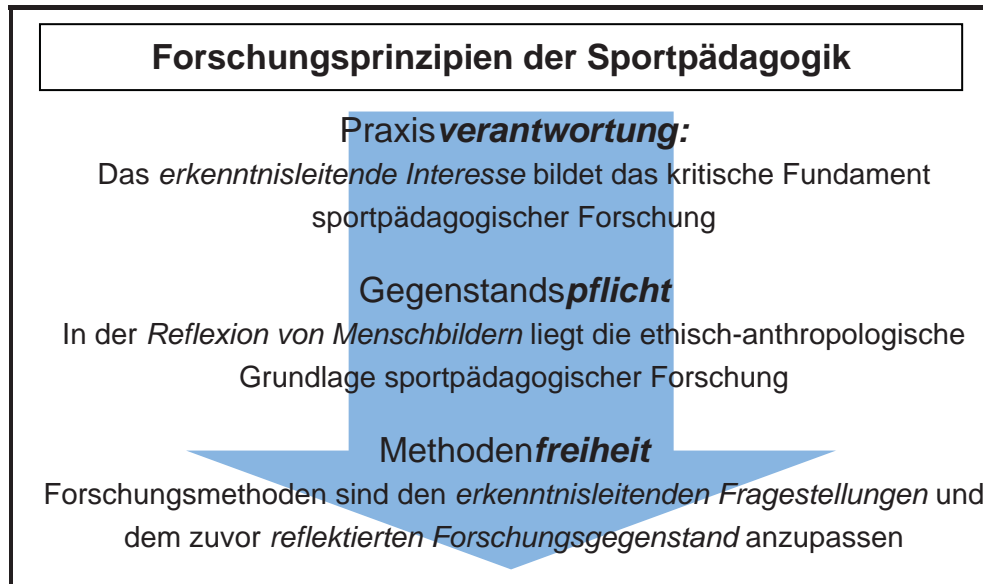 Forschungsprinzipien der Sportpädagogik
Praxisverantwortung:
Das erkenntnisleitende Interesse bildet das kritische Fundament
sportpädagogischer Forschung
Gegenstandspflicht
In der Reflexion von Menschbildern liegt die ethisch-anthropologische
Grundlage sportpädagogischer Forschung
Methodenfreiheit
Forschungsmethoden sind den erkenntnisleitenden Fragestellungen und
dem zuvor reflektierten Forschungsgegenstand anzupassen